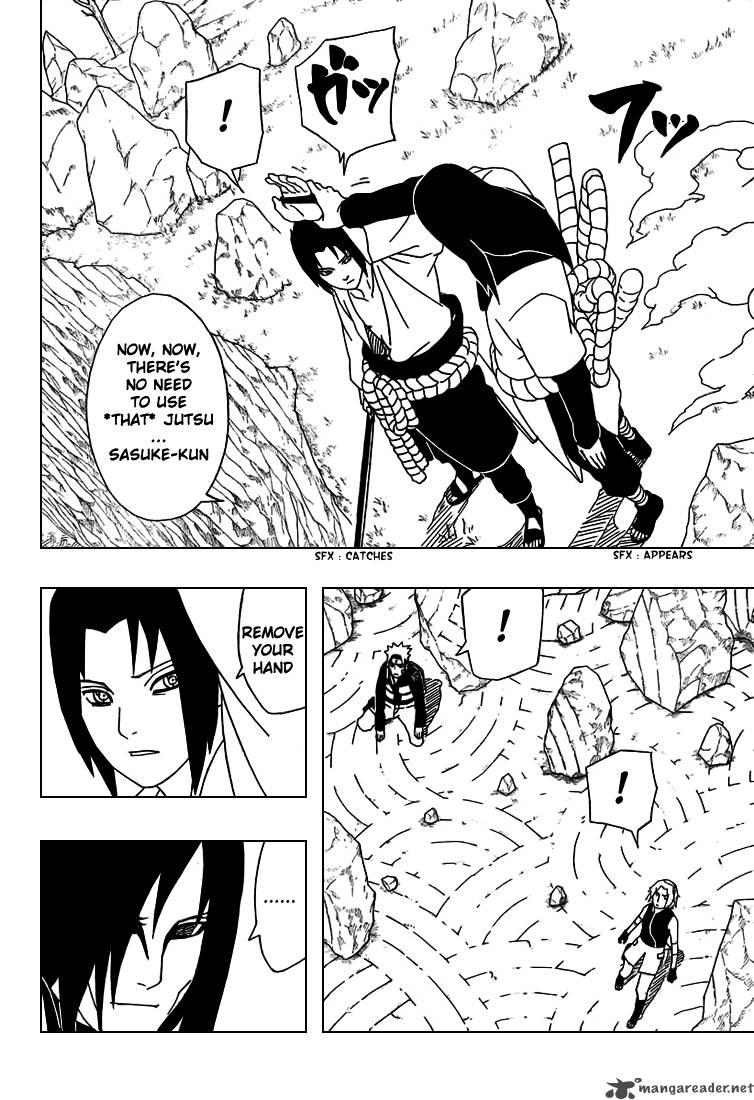 フッ
ガッ
!
NOW, NOW,
THERE'S
NO NEED
TO USE
*THAT* JUTSU
...
SASUKE-KUN
SFX : CATCHES
SFX : APPEARS
!
!
REMOVE
YOUR
HAND
.......
mangareader.net